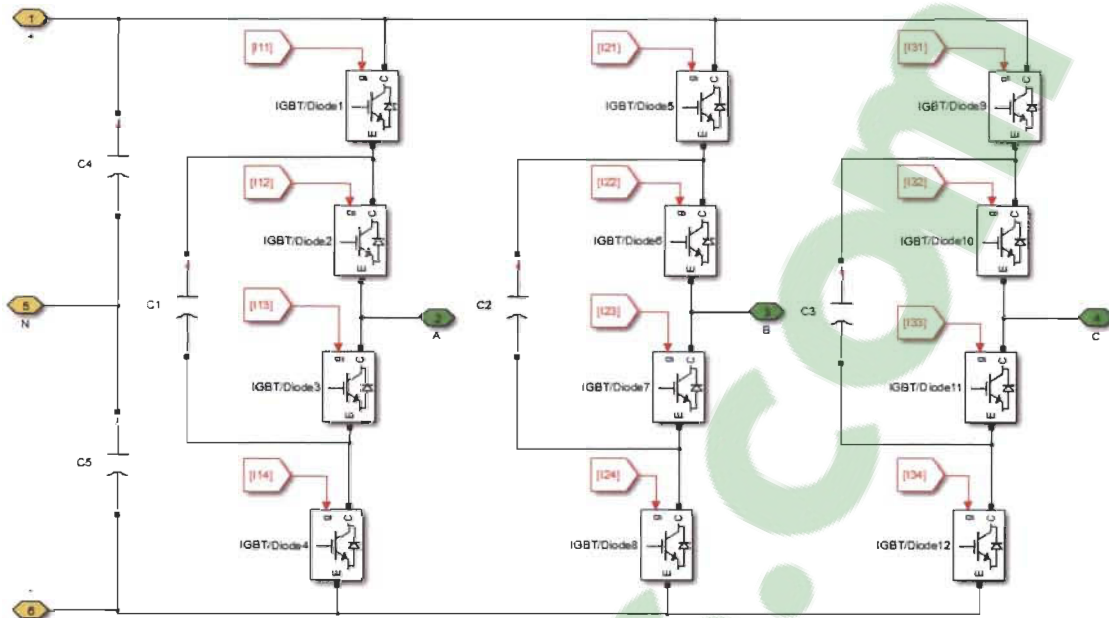 1
+
[I11]
[I21]
[I31]
g C
g C
g C
IGBT/Diode1
IGBT/Diode5
IGBT/Diode9
E
E
E
C4
[I12]
[I22]
[I32]
g C
g C
g C
IGBT/Diode2
IGBT/Diode6
IGBT/Diode10
E
E
E
5
N
C1
[I13]
2
A
C2
[I23]
3
B
C3
[I33]
4
C
g C
g C
g C
IGBT/Diode3
IGBT/Diode7
IGBT/Diode11
E
E
E
C5
[I14]
[I24]
[I34]
g C
g C
g C
IGBT/Diode4
IGBT/Diode8
IGBT/Diode12
E
E
E
-
6
.com